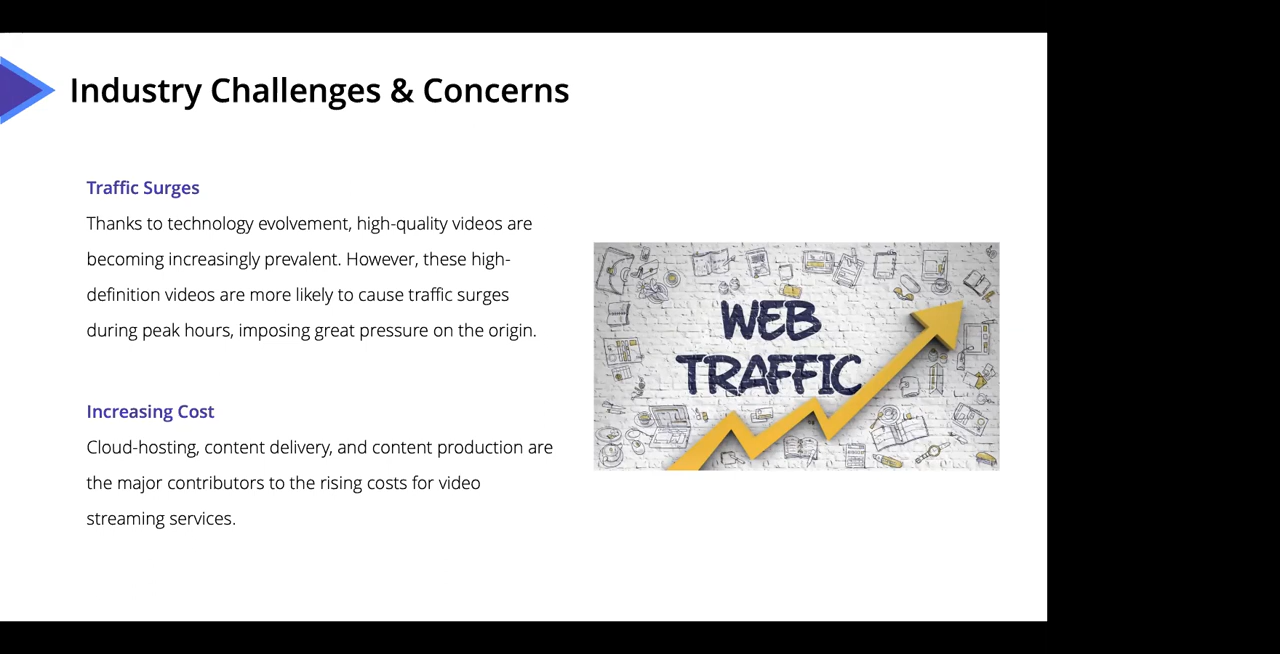 Industry Challenges & Concerns
Traffic Surges
Thanks to technology evolvement, high-quality videos are
becoming increasingly prevalent. However, these high-
definition videos are more likely to cause traffic surges
during peak hours, imposing great pressure on the origin.
Increasing Cost
Cloud-hosting, content delivery, and content production are
the major contributors to the rising costs for video
streaming services.
WEB
TRAFFIC